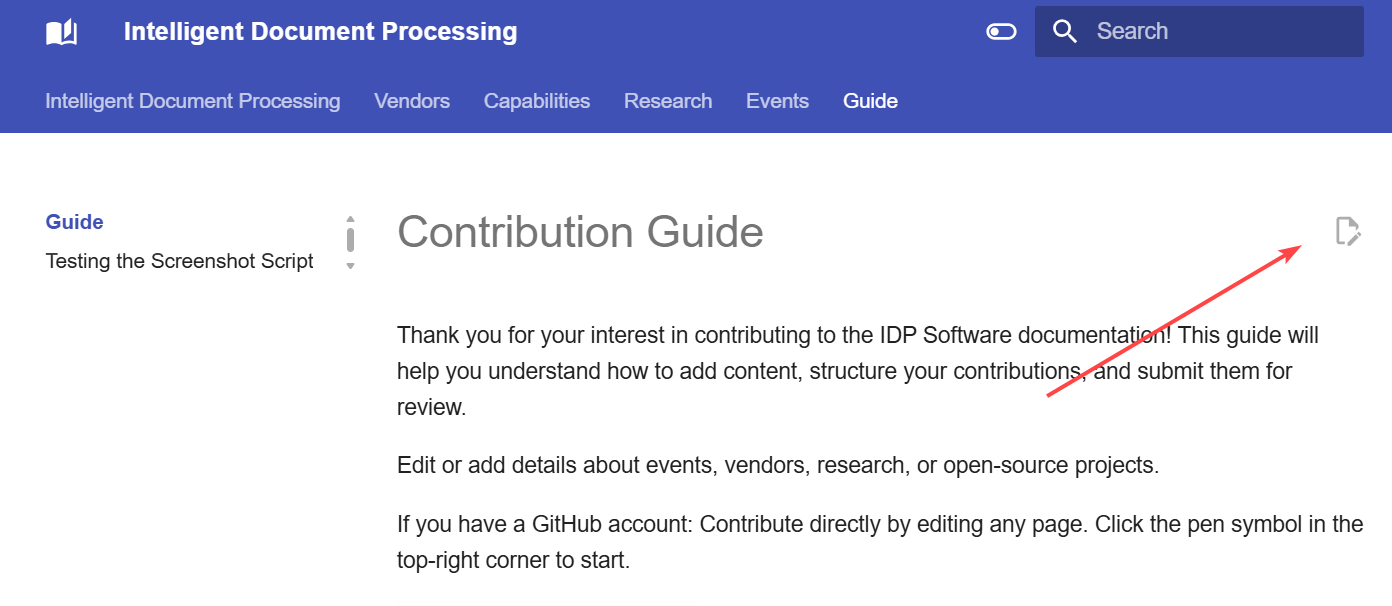 Intelligent Document Processing
Search
Intelligent Document Processing Vendors Capabilities Research Events Guide
Guide
Testing the Screenshot Script
Contribution Guide
Thank you for your interest in contributing to the IDP Software documentation! This guide will
help you understand how to add content, structure your contributions, and submit them for
review.
Edit or add details about events, vendors, research, or open-source projects.
If you have a GitHub account: Contribute directly by editing any page. Click the pen symbol in the
top-right corner to start.